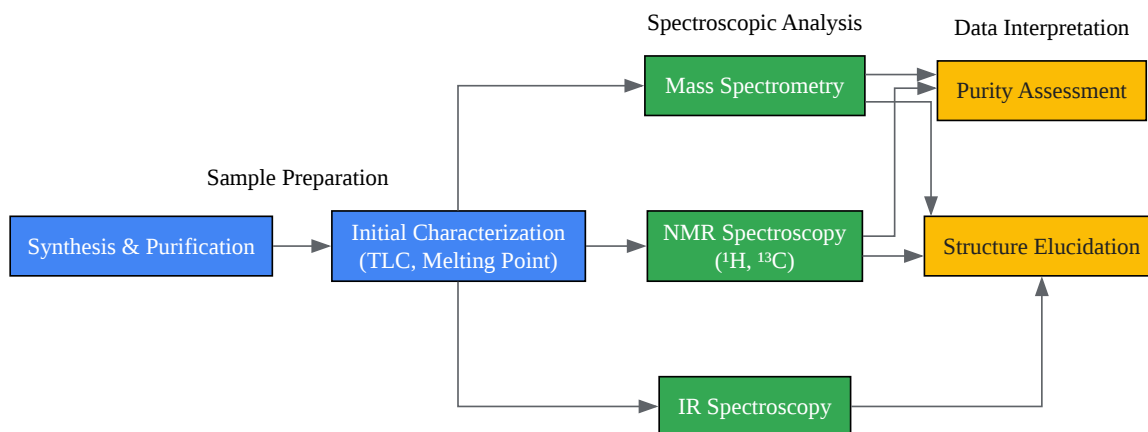 Spectroscopic Analysis
Data Interpretation
Mass Spectrometry
Purity Assessment
Sample Preparation
Synthesis & Purification
Initial Characterization
(TLC, Melting Point)
NMR Spectroscopy
(¹H, ¹³C)
Structure Elucidation
IR Spectroscopy